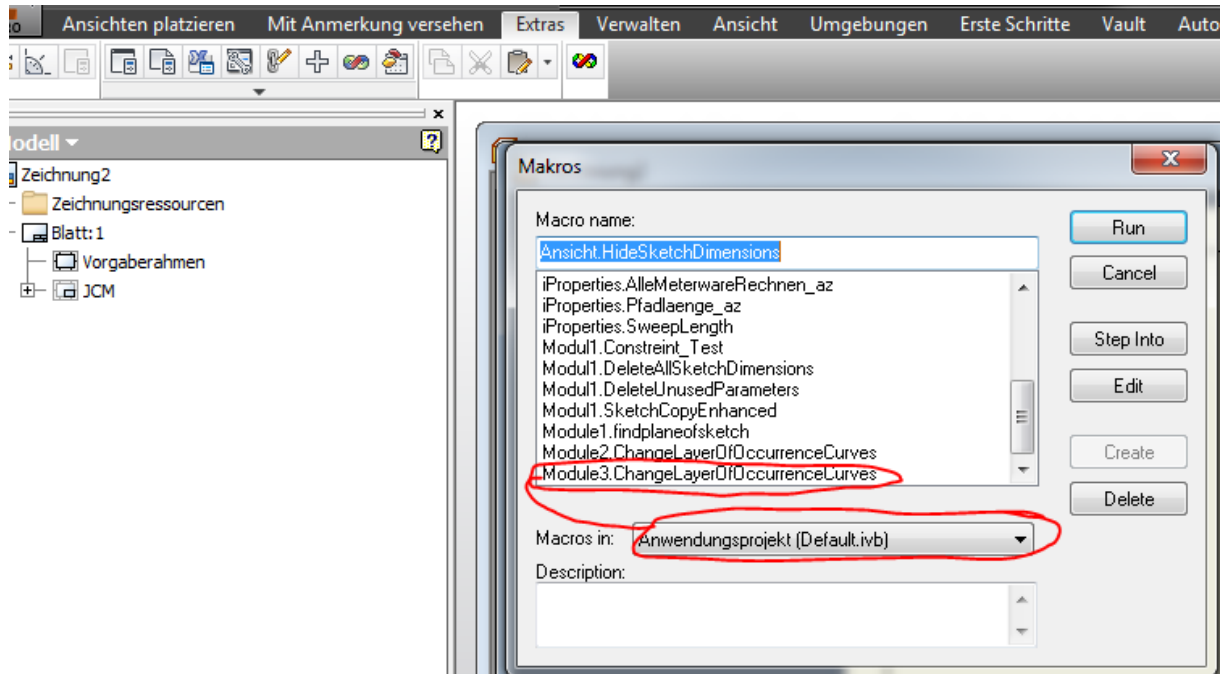 Ansichten platzieren Mit Anmerkung versehen Extras Verwalten Ansicht Umgebungen Erste Schritte Vault Auto
Zeichnung2
Zeichnungsressourcen
Blatt:1
Vorgaberahmen
JCM
Makros
Macro name:
Ansicht.HideSketchDimensions
iProperties.AlleMeterwareRechnen_az
iProperties.Pfadlaenge_az
iProperties.SweepLength
Modul1.Constreint_Test
Modul1.DeleteAllSketchDimensions
Modul1.DeleteUnusedParameters
Modul1.SketchCopyEnhanced
Module1.findplaneofsketch
Module2.ChangeLayerOfOccurrenceCurves
Module3.ChangeLayerOfOccurrenceCurves
Macros in: Anwendungsprojekt (Default.ivb)
Description:
Run
Cancel
Step Into
Edit
Create
Delete